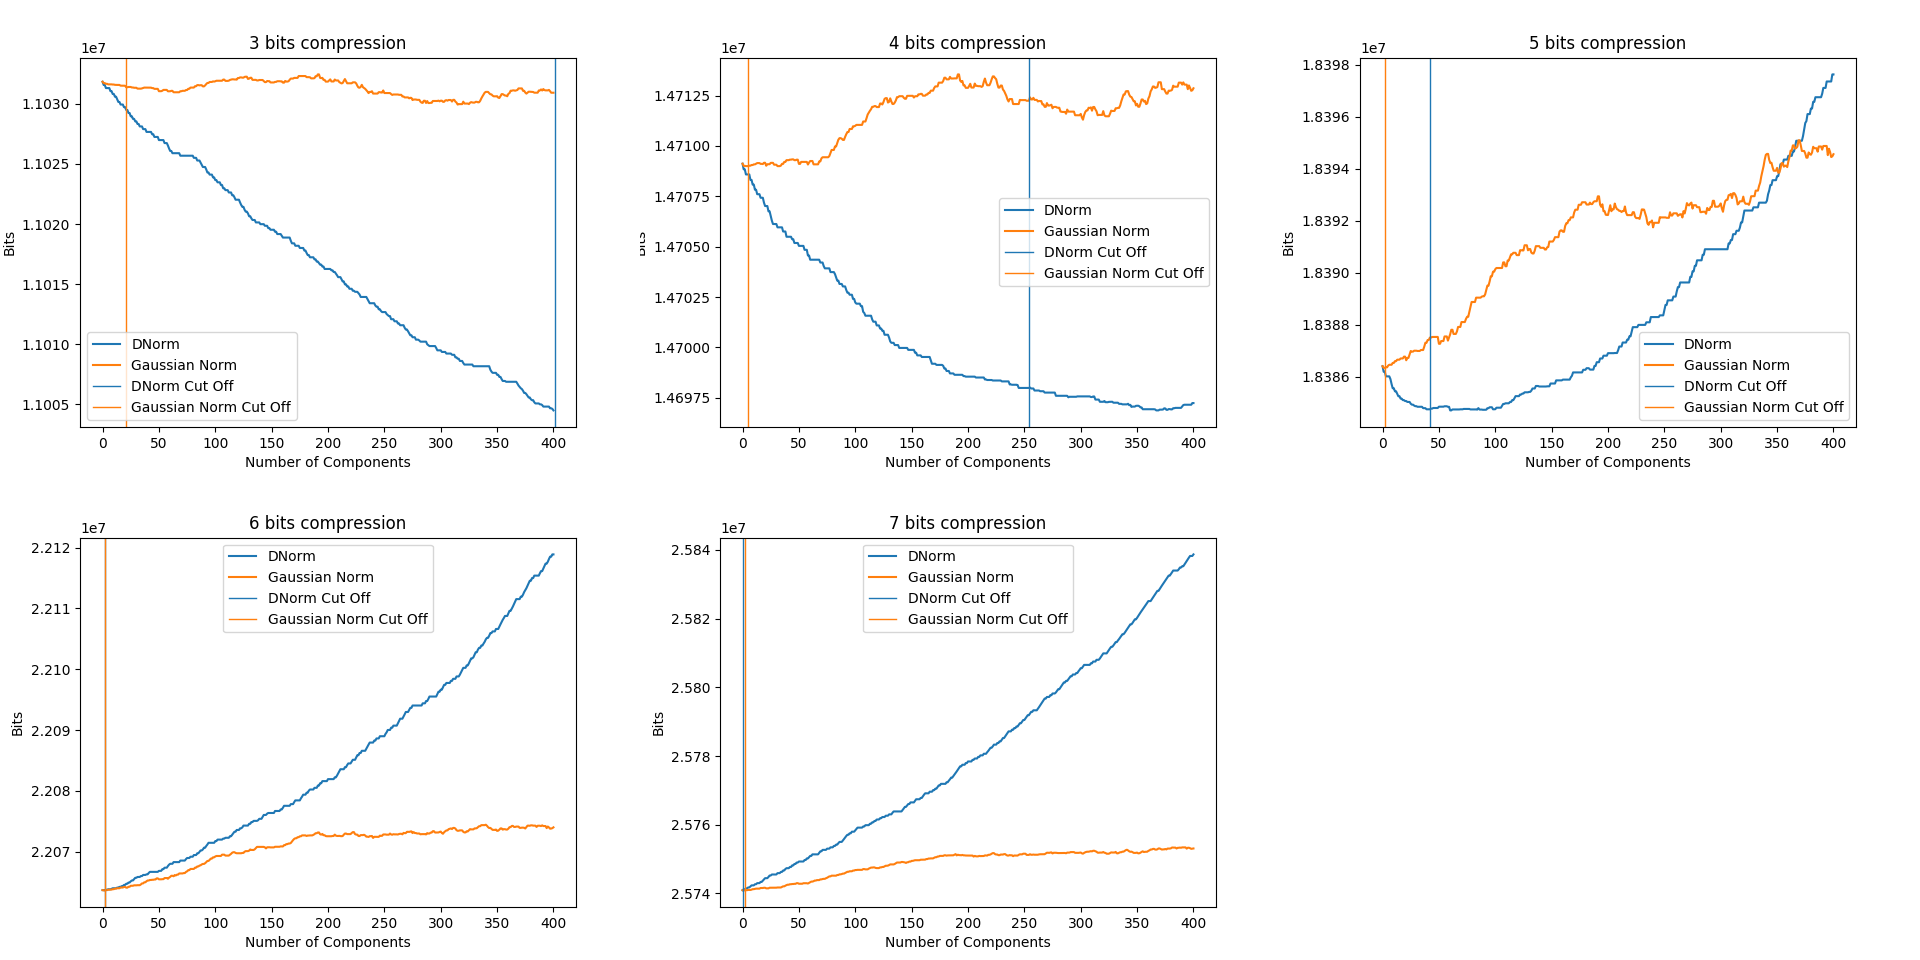 3 bits compression
1e7
1.1030
1.1025
1.1020
1.1015
1.1010
1.1005
Bits
DNorm
Gaussian Norm
DNorm Cut Off
Gaussian Norm Cut Off
0 50 100 150 200 250 300 350 400
Number of Components
4 bits compression
1e7
1.47125
1.47100
1.47075
1.47050
1.47025
1.47000
1.46975
Bits
DNorm
Gaussian Norm
DNorm Cut Off
Gaussian Norm Cut Off
0 50 100 150 200 250 300 350 400
Number of Components
5 bits compression
1e7
1.8398
1.8396
1.8394
1.8392
1.8390
1.8388
1.8386
Bits
DNorm
Gaussian Norm
DNorm Cut Off
Gaussian Norm Cut Off
0 50 100 150 200 250 300 350 400
Number of Components
6 bits compression
1e7
2.212
2.211
2.210
2.209
2.208
2.207
Bits
DNorm
Gaussian Norm
DNorm Cut Off
Gaussian Norm Cut Off
0 50 100 150 200 250 300 350 400
Number of Components
7 bits compression
1e7
2.584
2.582
2.580
2.578
2.576
2.574
Bits
DNorm
Gaussian Norm
DNorm Cut Off
Gaussian Norm Cut Off
0 50 100 150 200 250 300 350 400
Number of Components